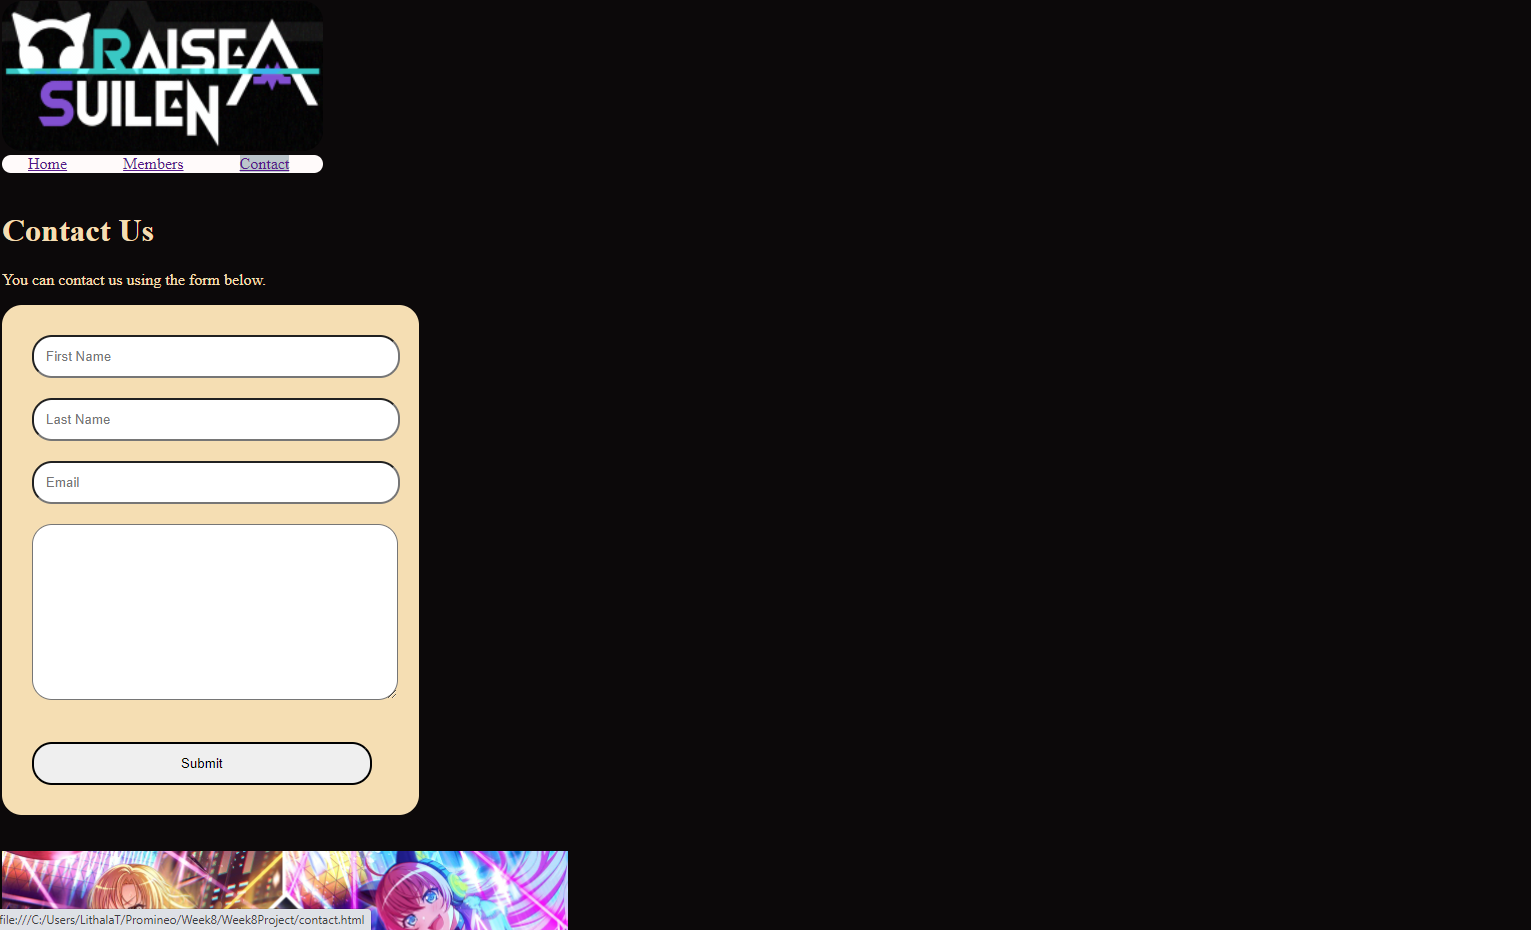 RAISE A
SUILEN
Home Members Contact
Contact Us
You can contact us using the form below.
First Name
Last Name
Email
Submit
file:///C:/Users/LithalaT/Promineo/Week8/Week8Project/contact.html